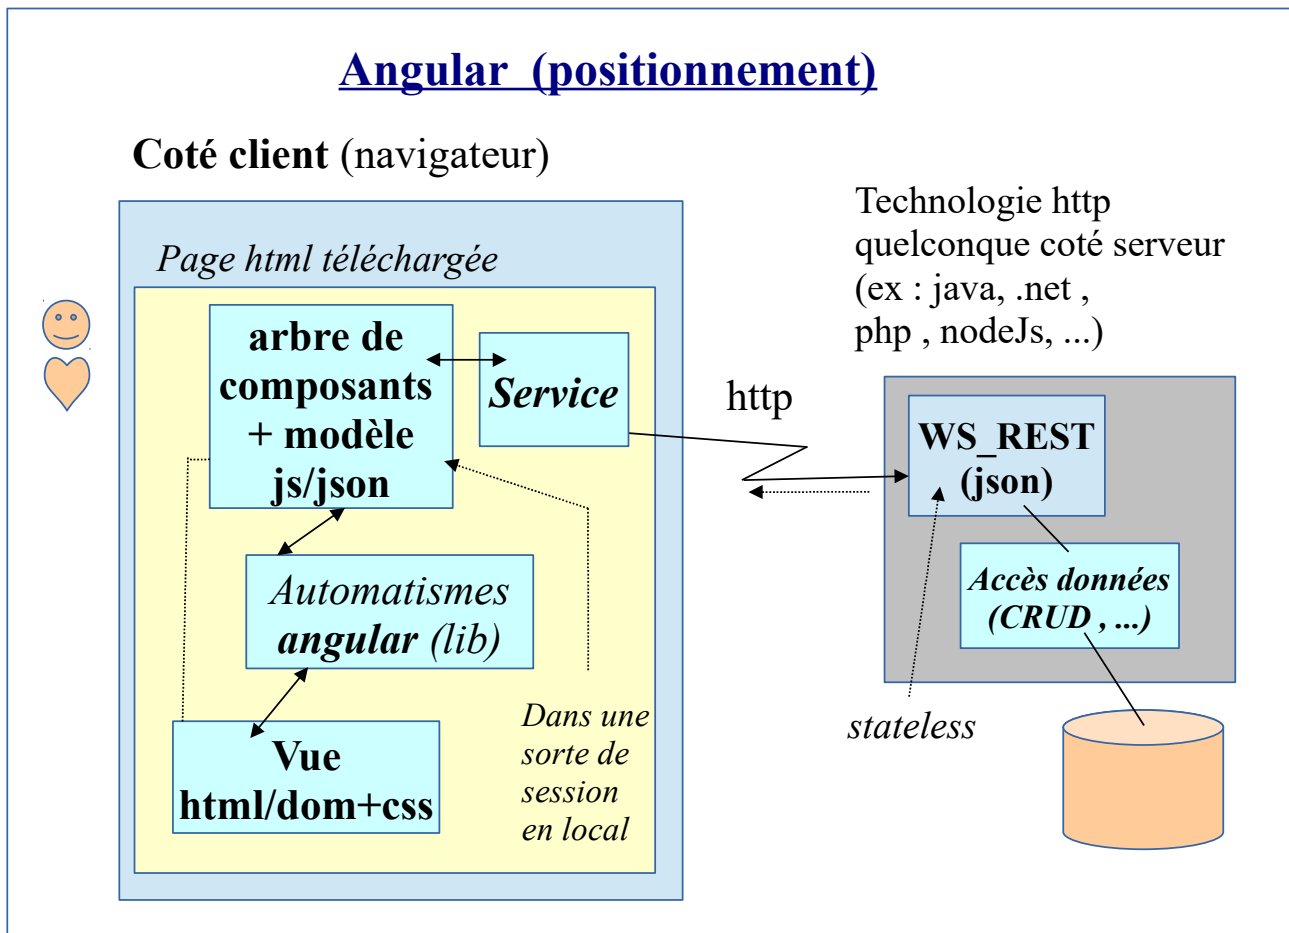 Angular (positionnement)
Coté client (navigateur)
Technologie http
quelconque coté serveur
(ex : java, .net ,
php , nodeJs, ...)
Page html téléchargée
arbre de
composants
+ modèle
js/json
Service
http
WS_REST
(json)
Automatismes
angular (lib)
Accès données
(CRUD , ...)
Dans une
sorte de
session
en local
stateless
Vue
html/dom+css